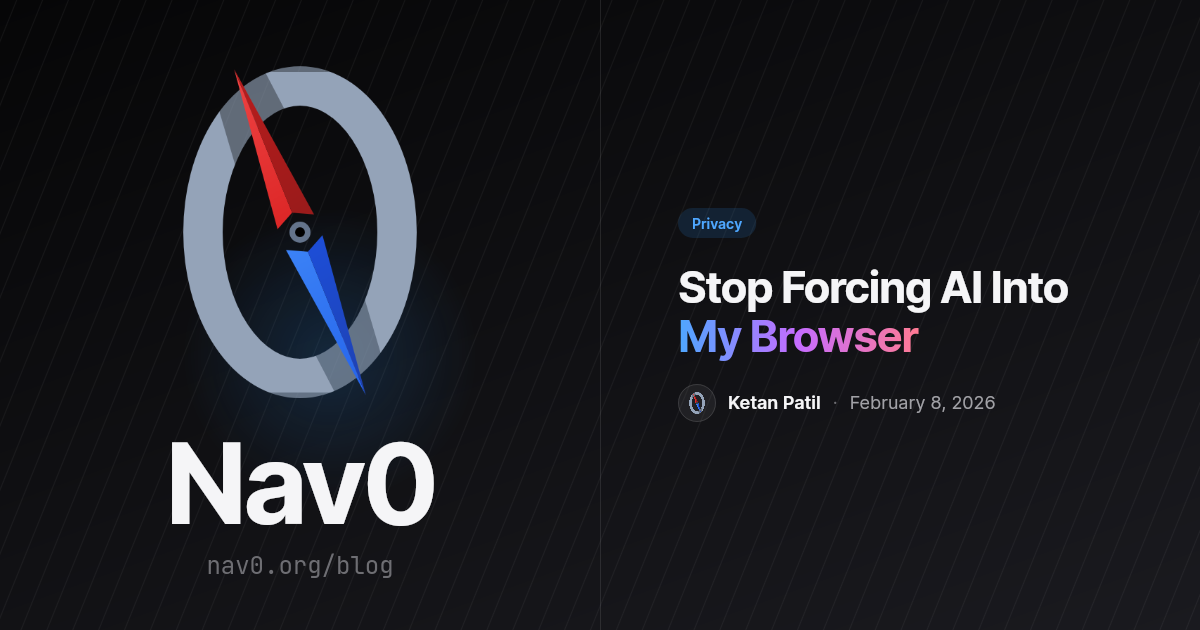 Nav0
nav0.org/blog
Privacy
Stop Forcing AI Into
My Browser
Ketan Patil · February 8, 2026